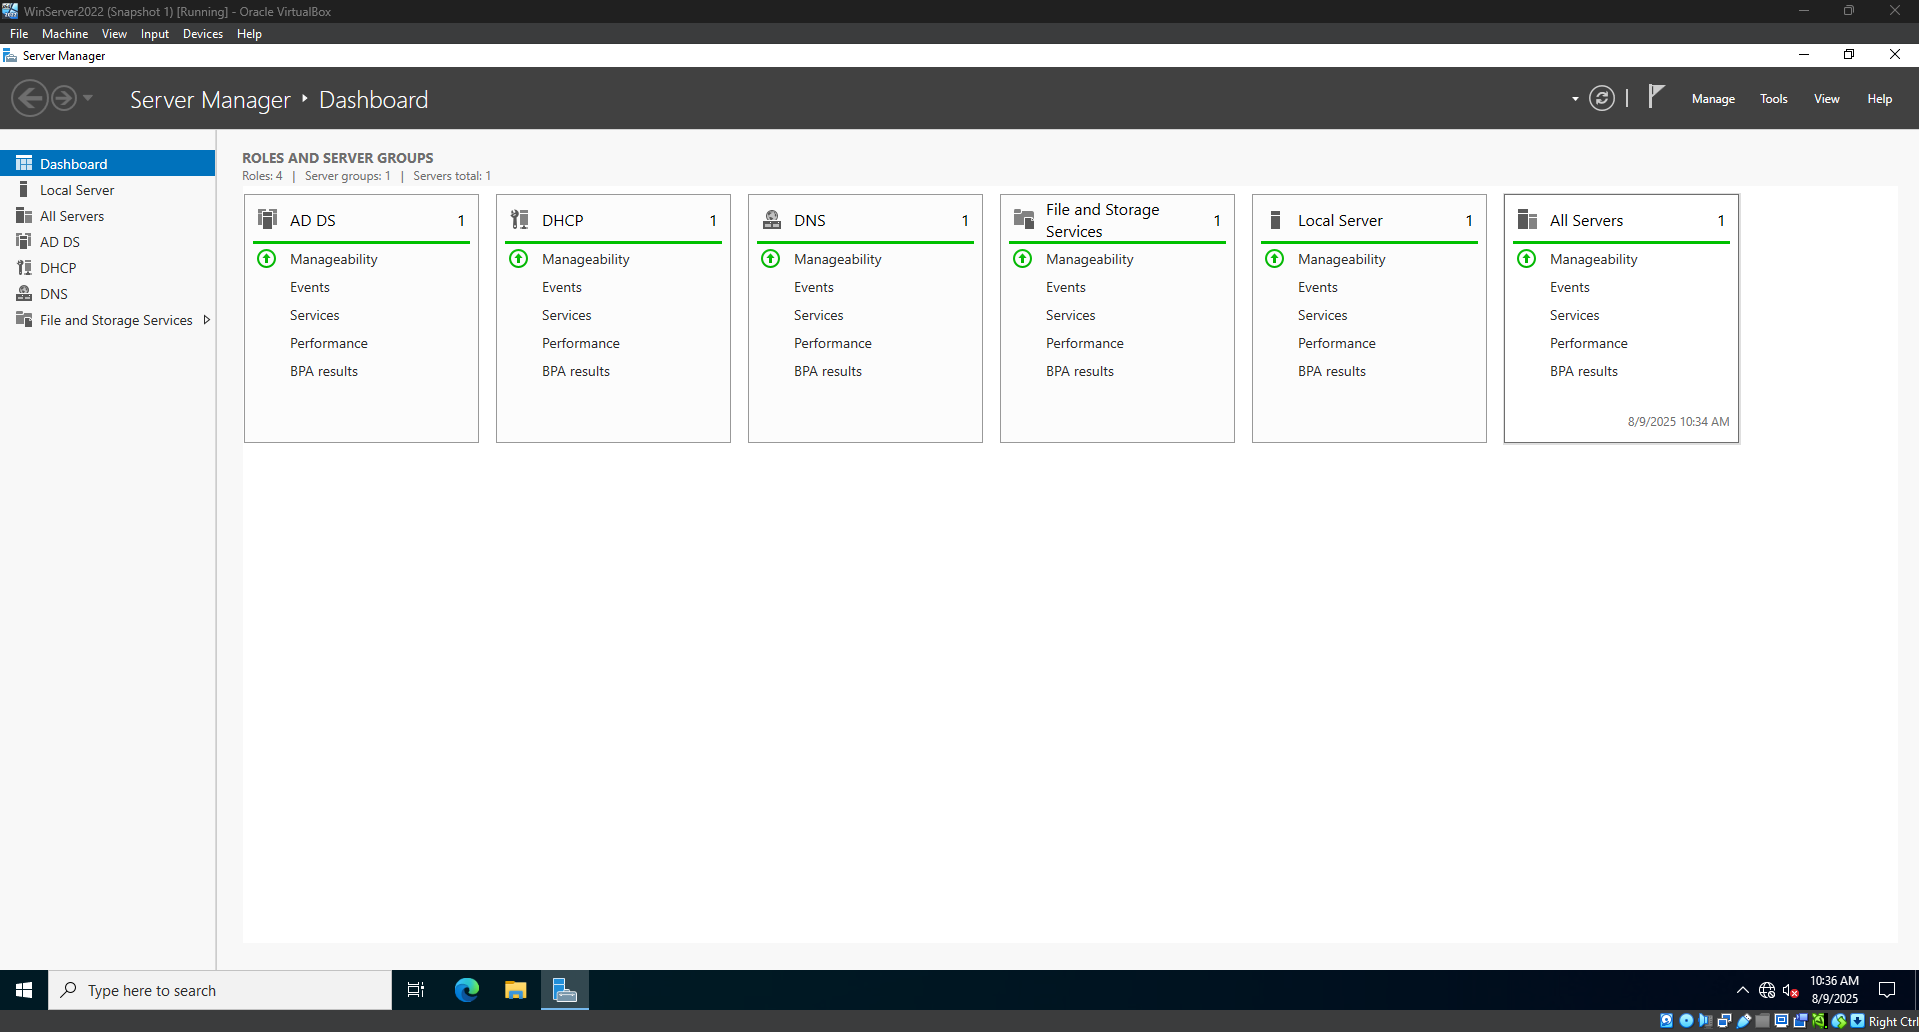 WinServer2022 (Snapshot 1) [Running] - Oracle VirtualBox
File Machine View Input Devices Help
Server Manager
Server Manager Dashboard
Manage Tools View Help
Dashboard
Local Server
All Servers
AD DS
DHCP
DNS
File and Storage Services
ROLES AND SERVER GROUPS
Roles: 4 | Server groups: 1 | Servers total: 1
AD DS 1
Manageability
Events
Services
Performance
BPA results
DHCP 1
Manageability
Events
Services
Performance
BPA results
DNS 1
Manageability
Events
Services
Performance
BPA results
File and Storage
Services 1
Manageability
Events
Services
Performance
BPA results
Local Server 1
Manageability
Events
Services
Performance
BPA results
All Servers 1
Manageability
Events
Services
Performance
BPA results
8/9/2025 10:34 AM
Type here to search
10:36 AM
8/9/2025
Right Ctrl